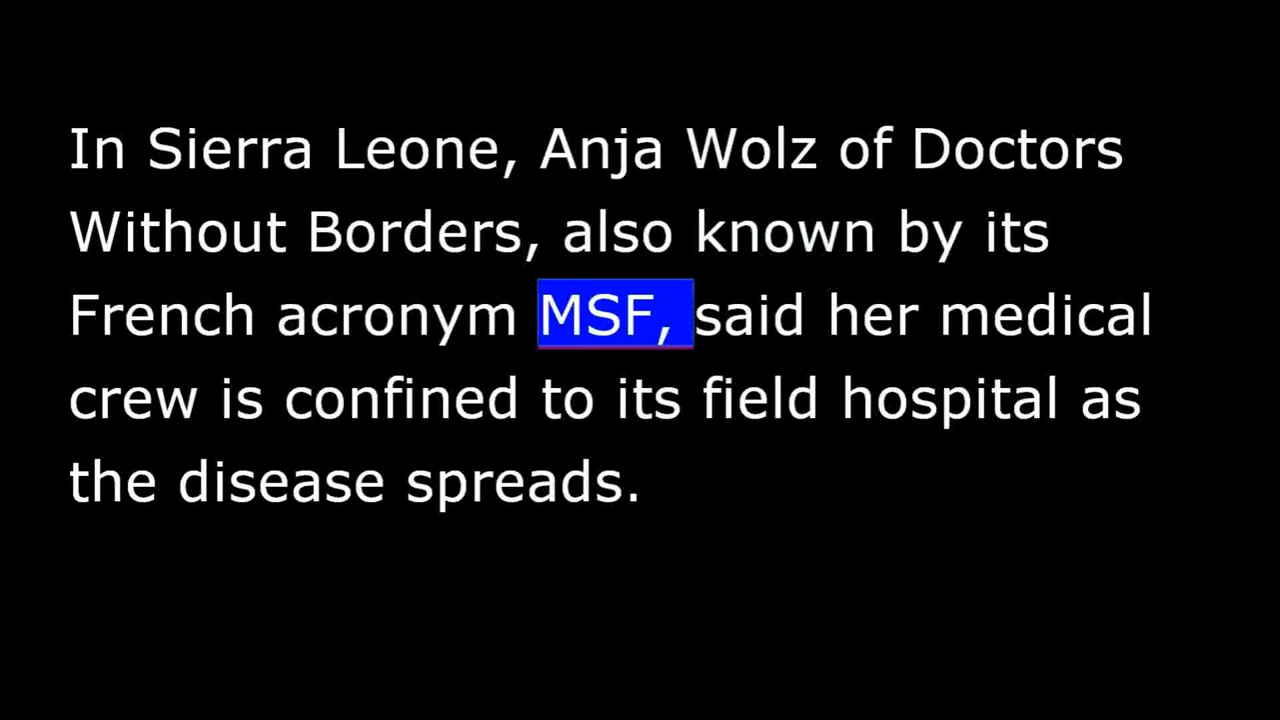 In Sierra Leone, Anja Wolz of Doctors
Without Borders, also known by its
French acronym MSF, said her medical
crew is confined to its field hospital as
the disease spreads.